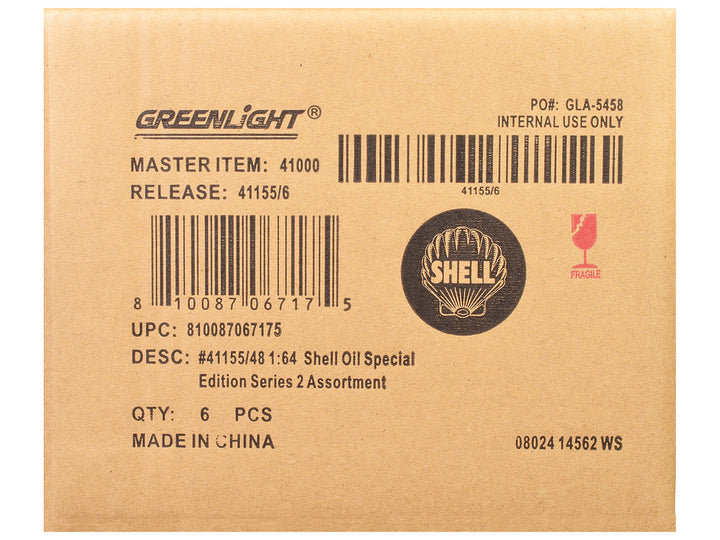 GREENLIGHT®
PO#: GLA-5458
INTERNAL USE ONLY
MASTER ITEM: 41000
RELEASE: 41155/6
41155/6
SHELL
FRAGILE
8 10087 06717 5
UPC: 810087067175
DESC: #41155/48 1:64 Shell Oil Special
Edition Series 2 Assortment
QTY: 6 PCS
MADE IN CHINA
08024 14562 WS